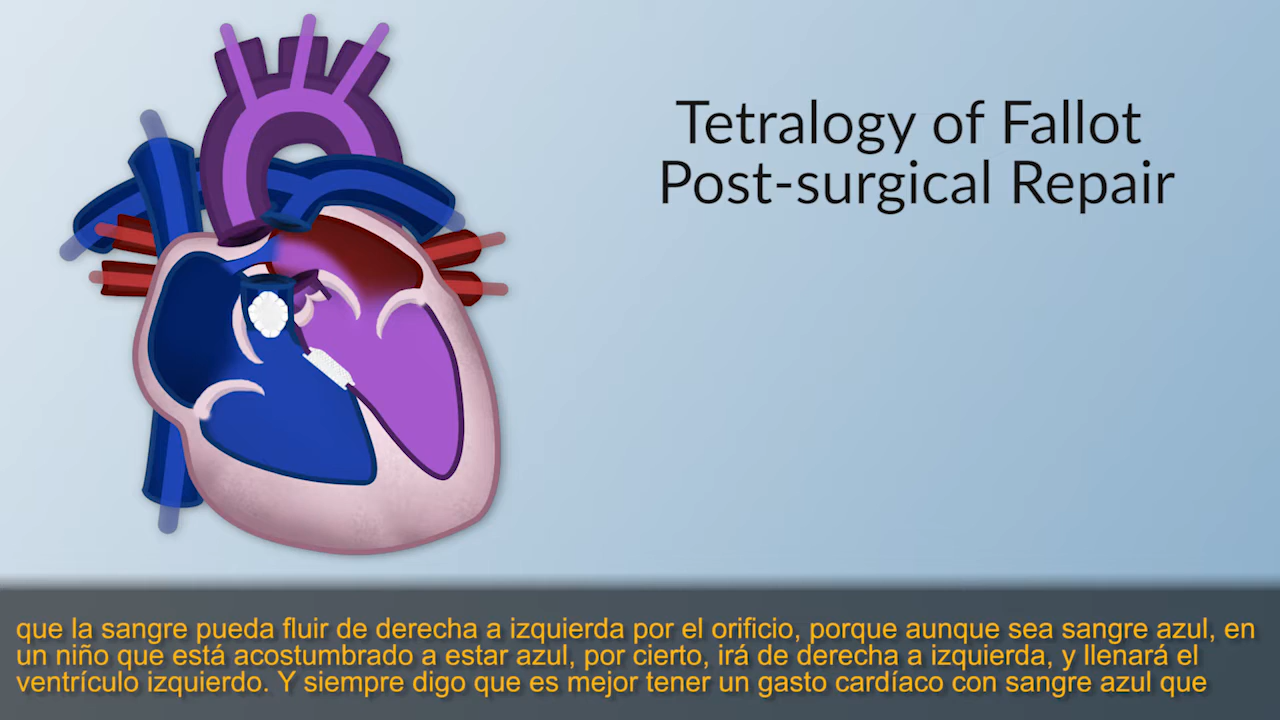 Tetralogy of Fallot
Post-surgical Repair
que la sangre pueda fluir de derecha a izquierda por el orificio, porque aunque sea sangre azul, en
un niño que está acostumbrado a estar azul, por cierto, irá de derecha a izquierda, y llenará el
ventrículo izquierdo. Y siempre digo que es mejor tener un gasto cardíaco con sangre azul que